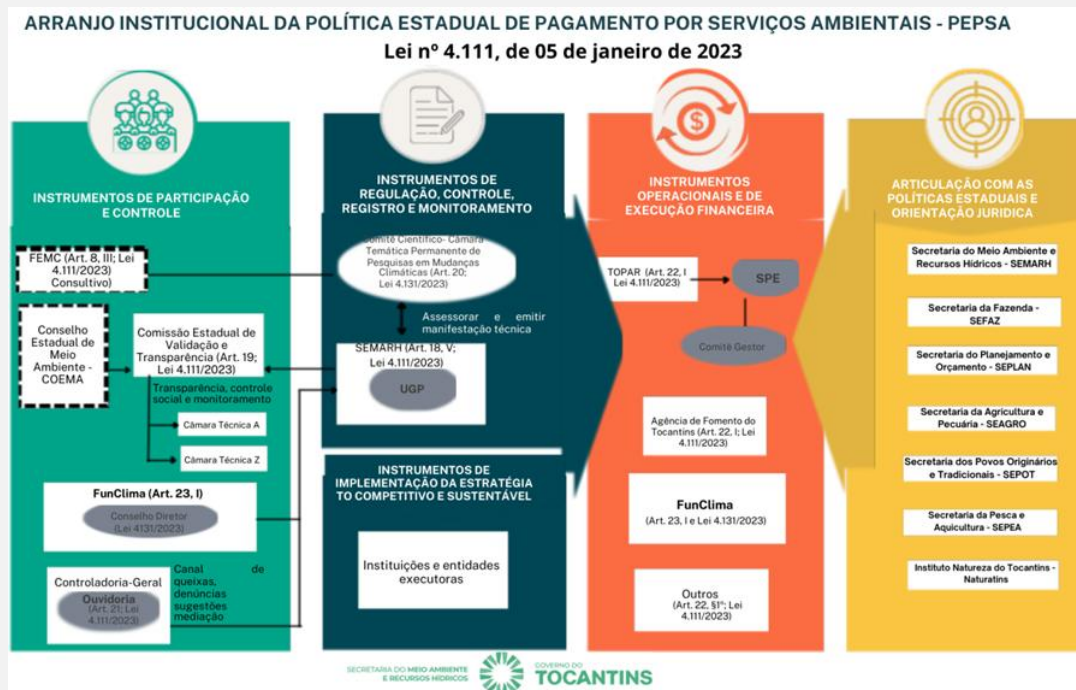 ARRANJO INSTITUCIONAL DA POLÍTICA ESTADUAL DE PAGAMENTO POR SERVIÇOS AMBIENTAIS - PEPSA
Lei nº 4.111, de 05 de janeiro de 2023
INSTRUMENTOS DE PARTICIPAÇÃO
E CONTROLE
FEMC (Art. 8, III; Lei
4.111/2023)
Consultivo)
Conselho
Estadual de
Meio
Ambiente -
COEMA
Comissão Estadual de
Validação e
Transparência (Art. 19;
Lei 4.111/2023)
Transparência, controle
social e monitoramento
Câmara Técnica A
Câmara Técnica Z
FunClima (Art. 23, I)
Conselho Diretor
(Lei 4131/2023)
Controladoria-Geral
Ouvidoria
(Art. 21; Lei
4.111/2023)
Canal de
queixas,
denúncias
sugestões
mediação
INSTRUMENTOS DE
REGULAÇÃO, CONTROLE,
REGISTRO E MONITORAMENTO
Comitê Científico- Câmara
Temática Permanente de
Pesquisas em Mudanças
Climáticas (Art. 20;
Lei 4.131/2023)
Assessorar e emitir
manifestação técnica
SEMARH (Art. 18, V;
Lei 4.111/2023)
UGP
INSTRUMENTOS DE
IMPLEMENTAÇÃO DA ESTRATÉGIA
TO COMPETITIVO E SUSTENTÁVEL
Instituições e entidades
executoras
INSTRUMENTOS
OPERACIONAIS E DE
EXECUÇÃO FINANCEIRA
$
TOPAR (Art. 22, I
Lei 4.111/2023)
SPE
Comitê Gestor
Agência de Fomento do
Tocantins (Art. 22, I; Lei
4.111/2023)
FunClima
(Art. 23, I e Lei 4.131/2023)
Outros
(Art. 22, §1º; Lei
4.111/2023)
ARTICULAÇÃO COM AS
POLÍTICAS ESTADUAIS E
ORIENTAÇÃO JURIDICA
Secretaria do Meio Ambiente e
Recursos Hídricos - SEMARH
Secretaria da Fazenda -
SEFAZ
Secretaria do Planejamento e
Orçamento - SEPLAN
Secretaria da Agricultura e
Pecuária - SEAGRO
Secretaria dos Povos Originários
e Tradicionais - SEPOT
Secretaria da Pesca e
Aquicultura - SEPEA
Instituto Natureza do Tocantins -
Naturatins
SECRETARIA DO MEIO AMBIENTE
E RECURSOS HÍDRICOS
GOVERNO DO
TOCANTINS